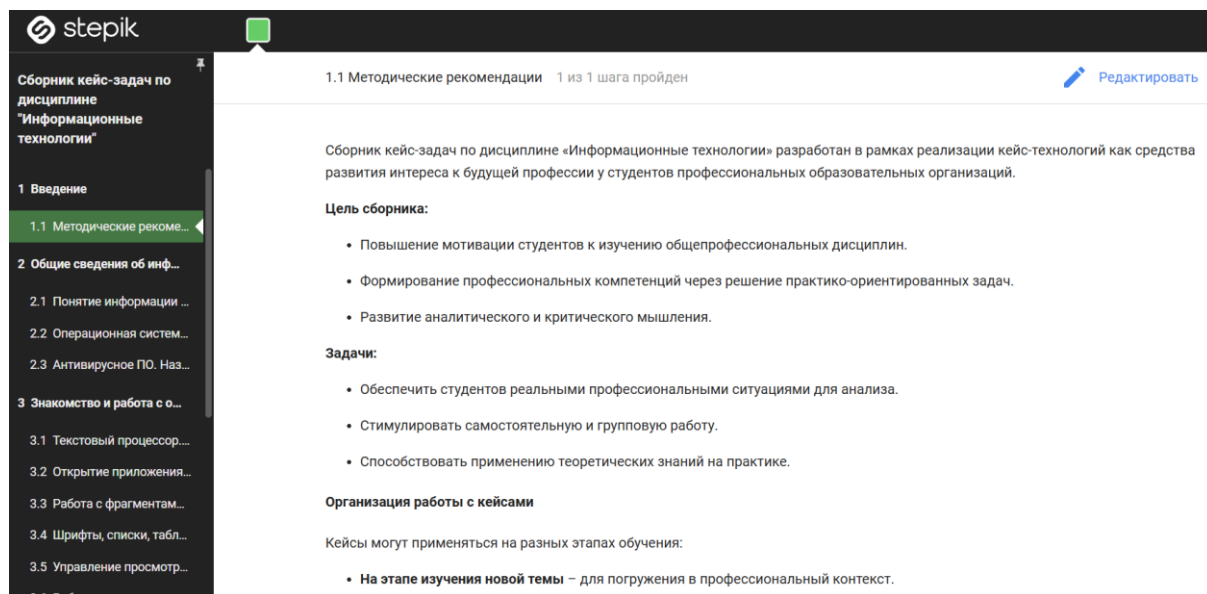 stepik
Сборник кейс-задач по
дисциплине
"Информационные
технологии"
1 Введение
1.1 Методические рекоме...
2 Общие сведения об инф...
2.1 Понятие информации ...
2.2 Операционная систем...
2.3 Антивирусное ПО. Наз...
3 Знакомство и работа с о...
3.1 Текстовый процессор....
3.2 Открытие приложения...
3.3 Работа с фрагментам...
3.4 Шрифты, списки, табл...
3.5 Управление просмотр...
1.1 Методические рекомендации 1 из 1 шага пройден
Редактировать
Сборник кейс-задач по дисциплине «Информационные технологии» разработан в рамках реализации кейс-технологий как средства
развития интереса к будущей профессии у студентов профессиональных образовательных организаций.
Цель сборника:
• Повышение мотивации студентов к изучению общепрофессиональных дисциплин.
• Формирование профессиональных компетенций через решение практико-ориентированных задач.
• Развитие аналитического и критического мышления.
Задачи:
• Обеспечить студентов реальными профессиональными ситуациями для анализа.
• Стимулировать самостоятельную и групповую работу.
• Способствовать применению теоретических знаний на практике.
Организация работы с кейсами
Кейсы могут применяться на разных этапах обучения:
• На этапе изучения новой темы – для погружения в профессиональный контекст.